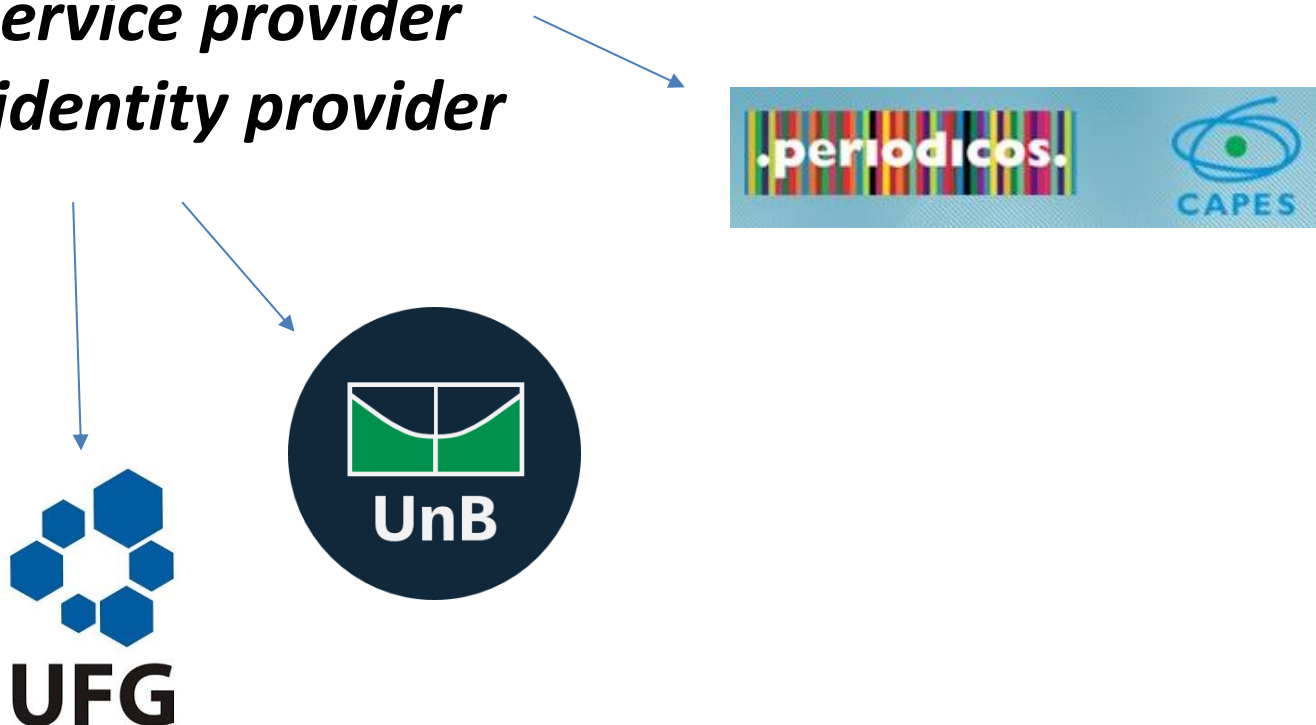 ervice provider
identity provider
.periodicos.
CAPES
UnB
UFG